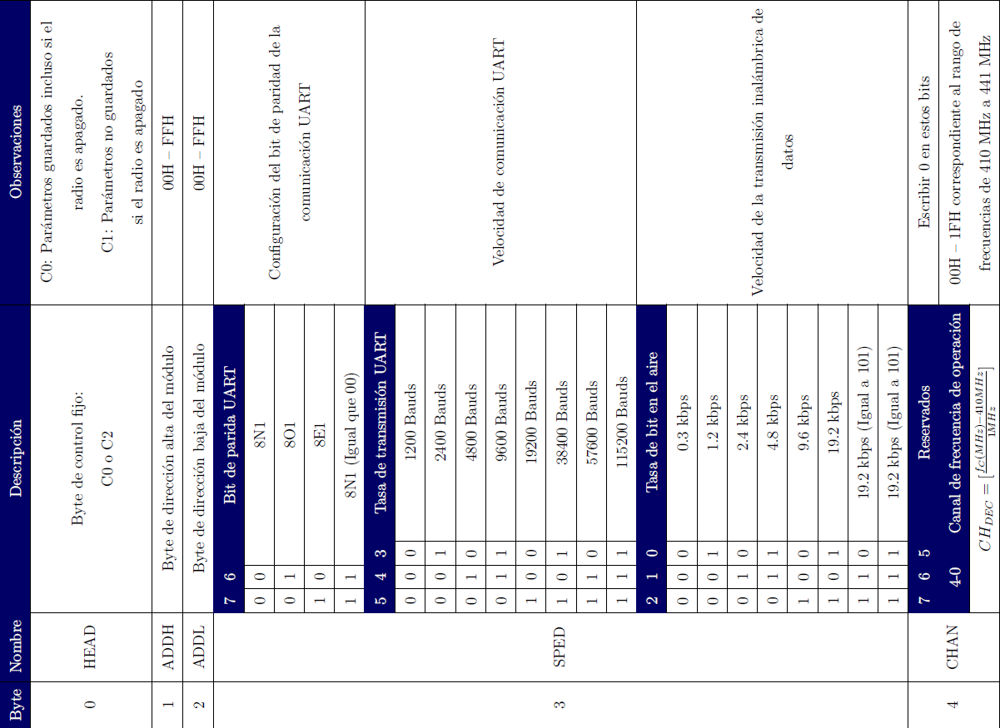 Byte Nombre Descripción Observaciones
0 HEAD Byte de control fijo:
C0 o C2
C0: Parámetros guardados incluso si el
radio es apagado.
C1: Parámetros no guardados
si el radio es apagado
1 ADDH Byte de dirección alta del módulo 00H – FFH
2 ADDL Byte de dirección baja del módulo 00H – FFH
3 SPED
7 6 Bit de parida UART
0 0 8N1
0 1 8O1
1 0 8E1
1 1 8N1 (Igual que 00)
Configuración del bit de paridad de la
comunicación UART
5 4 3 Tasa de transmisión UART
0 0 0 1200 Bauds
0 0 1 2400 Bauds
0 1 0 4800 Bauds
0 1 1 9600 Bauds
1 0 0 19200 Bauds
1 0 1 38400 Bauds
1 1 0 57600 Bauds
1 1 1 115200 Bauds
Velocidad de comunicación UART
2 1 0 Tasa de bit en el aire
0 0 0 0.3 kbps
0 0 1 1.2 kbps
0 1 0 2.4 kbps
0 1 1 4.8 kbps
1 0 0 9.6 kbps
1 0 1 19.2 kbps
1 1 0 19.2 kbps (Igual a 101)
1 1 1 19.2 kbps (Igual a 101)
Velocidad de la transmisión inalámbrica de
datos
4 CHAN
7 6 5 Reservados Escribir 0 en estos bits
4-0 Canal de frecuencia de operación
CH_DEC = [fc(MHz)−410MHz / 1MHz]
00H – 1FH correspondiente al rango de
frecuencias de 410 MHz a 441 MHz